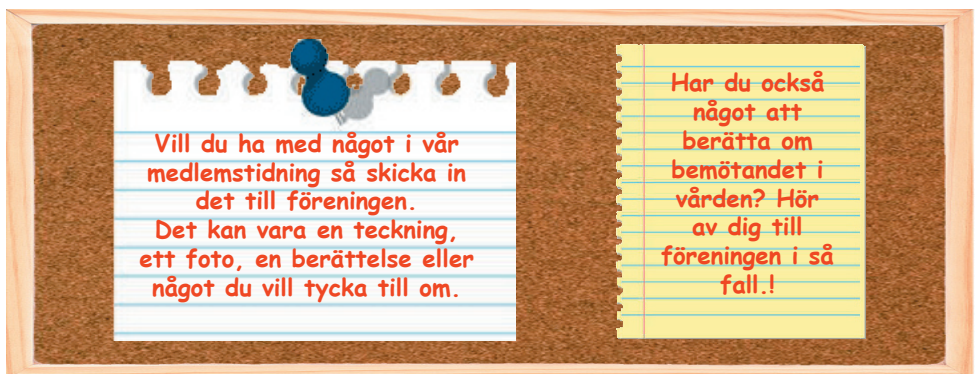 Vill du ha med något i vår
medlemstidning så skicka in
det till föreningen.
Det kan vara en teckning,
ett foto, en berättelse eller
något du vill tycka till om.
Har du också
något att
berätta om
bemötandet i
vården? Hör
av dig till
föreningen i så
fall.!